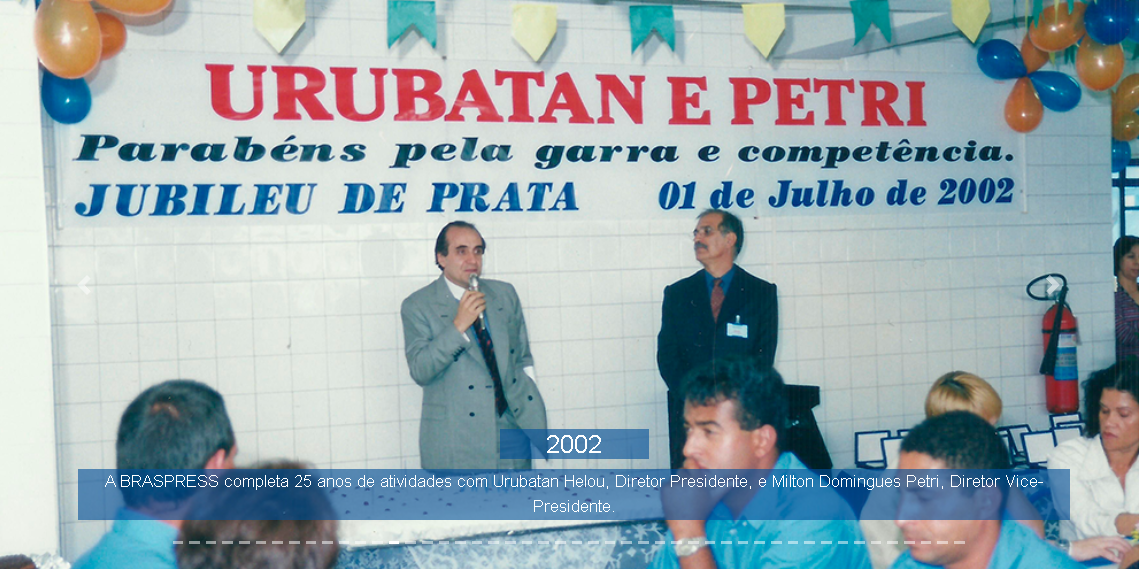 URUBATAN E PETRI
Parabéns pela garra e competência.
JUBILEU DE PRATA 01 de Julho de 2002
2002
A BRASPRESS completa 25 anos de atividades com Urubatan Helou, Diretor Presidente, e Milton Domingues Petri, Diretor Vice-
Presidente.